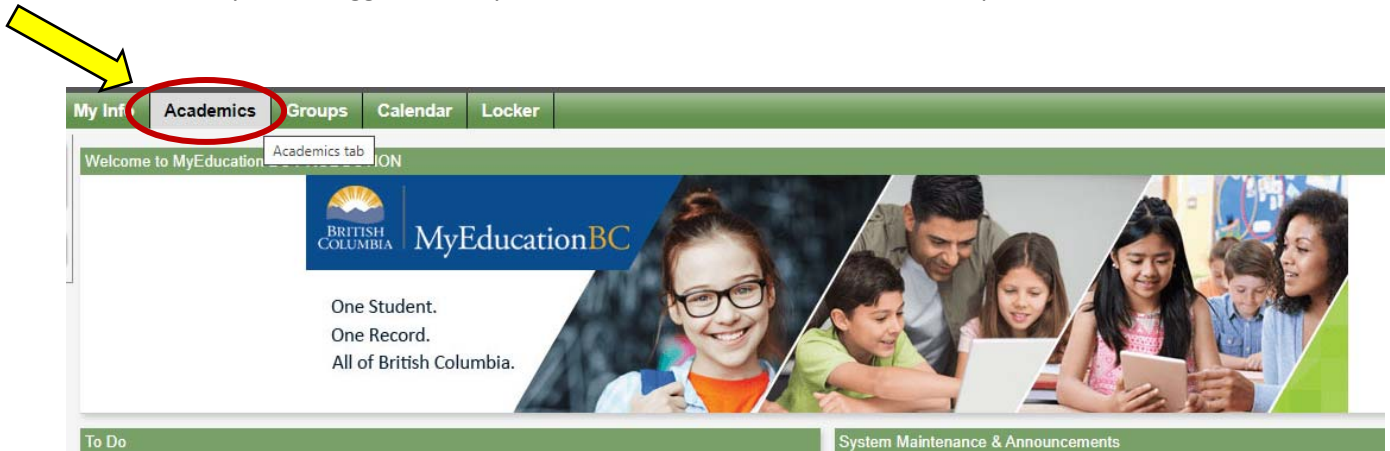 My Info Academics Groups Calendar Locker
Academics tab
Welcome to MyEducation
BRITISH
COLUMBIA
MyEducationBC
One Student.
One Record.
All of British Columbia.
To Do
System Maintenance & Announcements